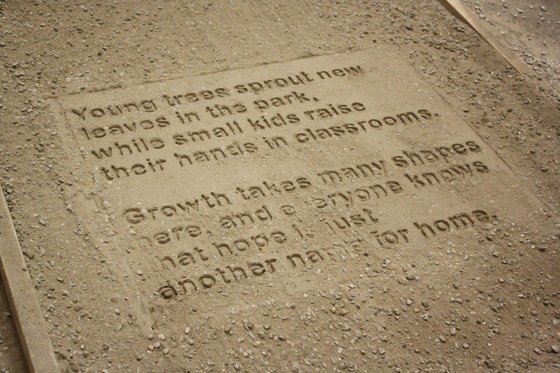 Young trees sprout new
leaves in the park,
while small kids raise
their hands in classrooms.
Growth takes many shapes
here, and everyone knows
that hope is just
another name for home.